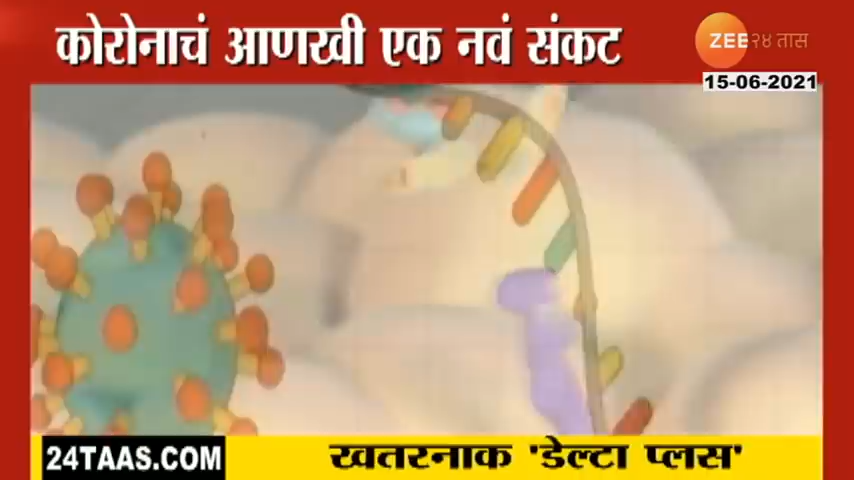 कोरोनाचं आणखी एक नवं संकट
ZEE २४ तास
15-06-2021
24TAAS.COM
खतरनाक 'डेल्टा प्लस'